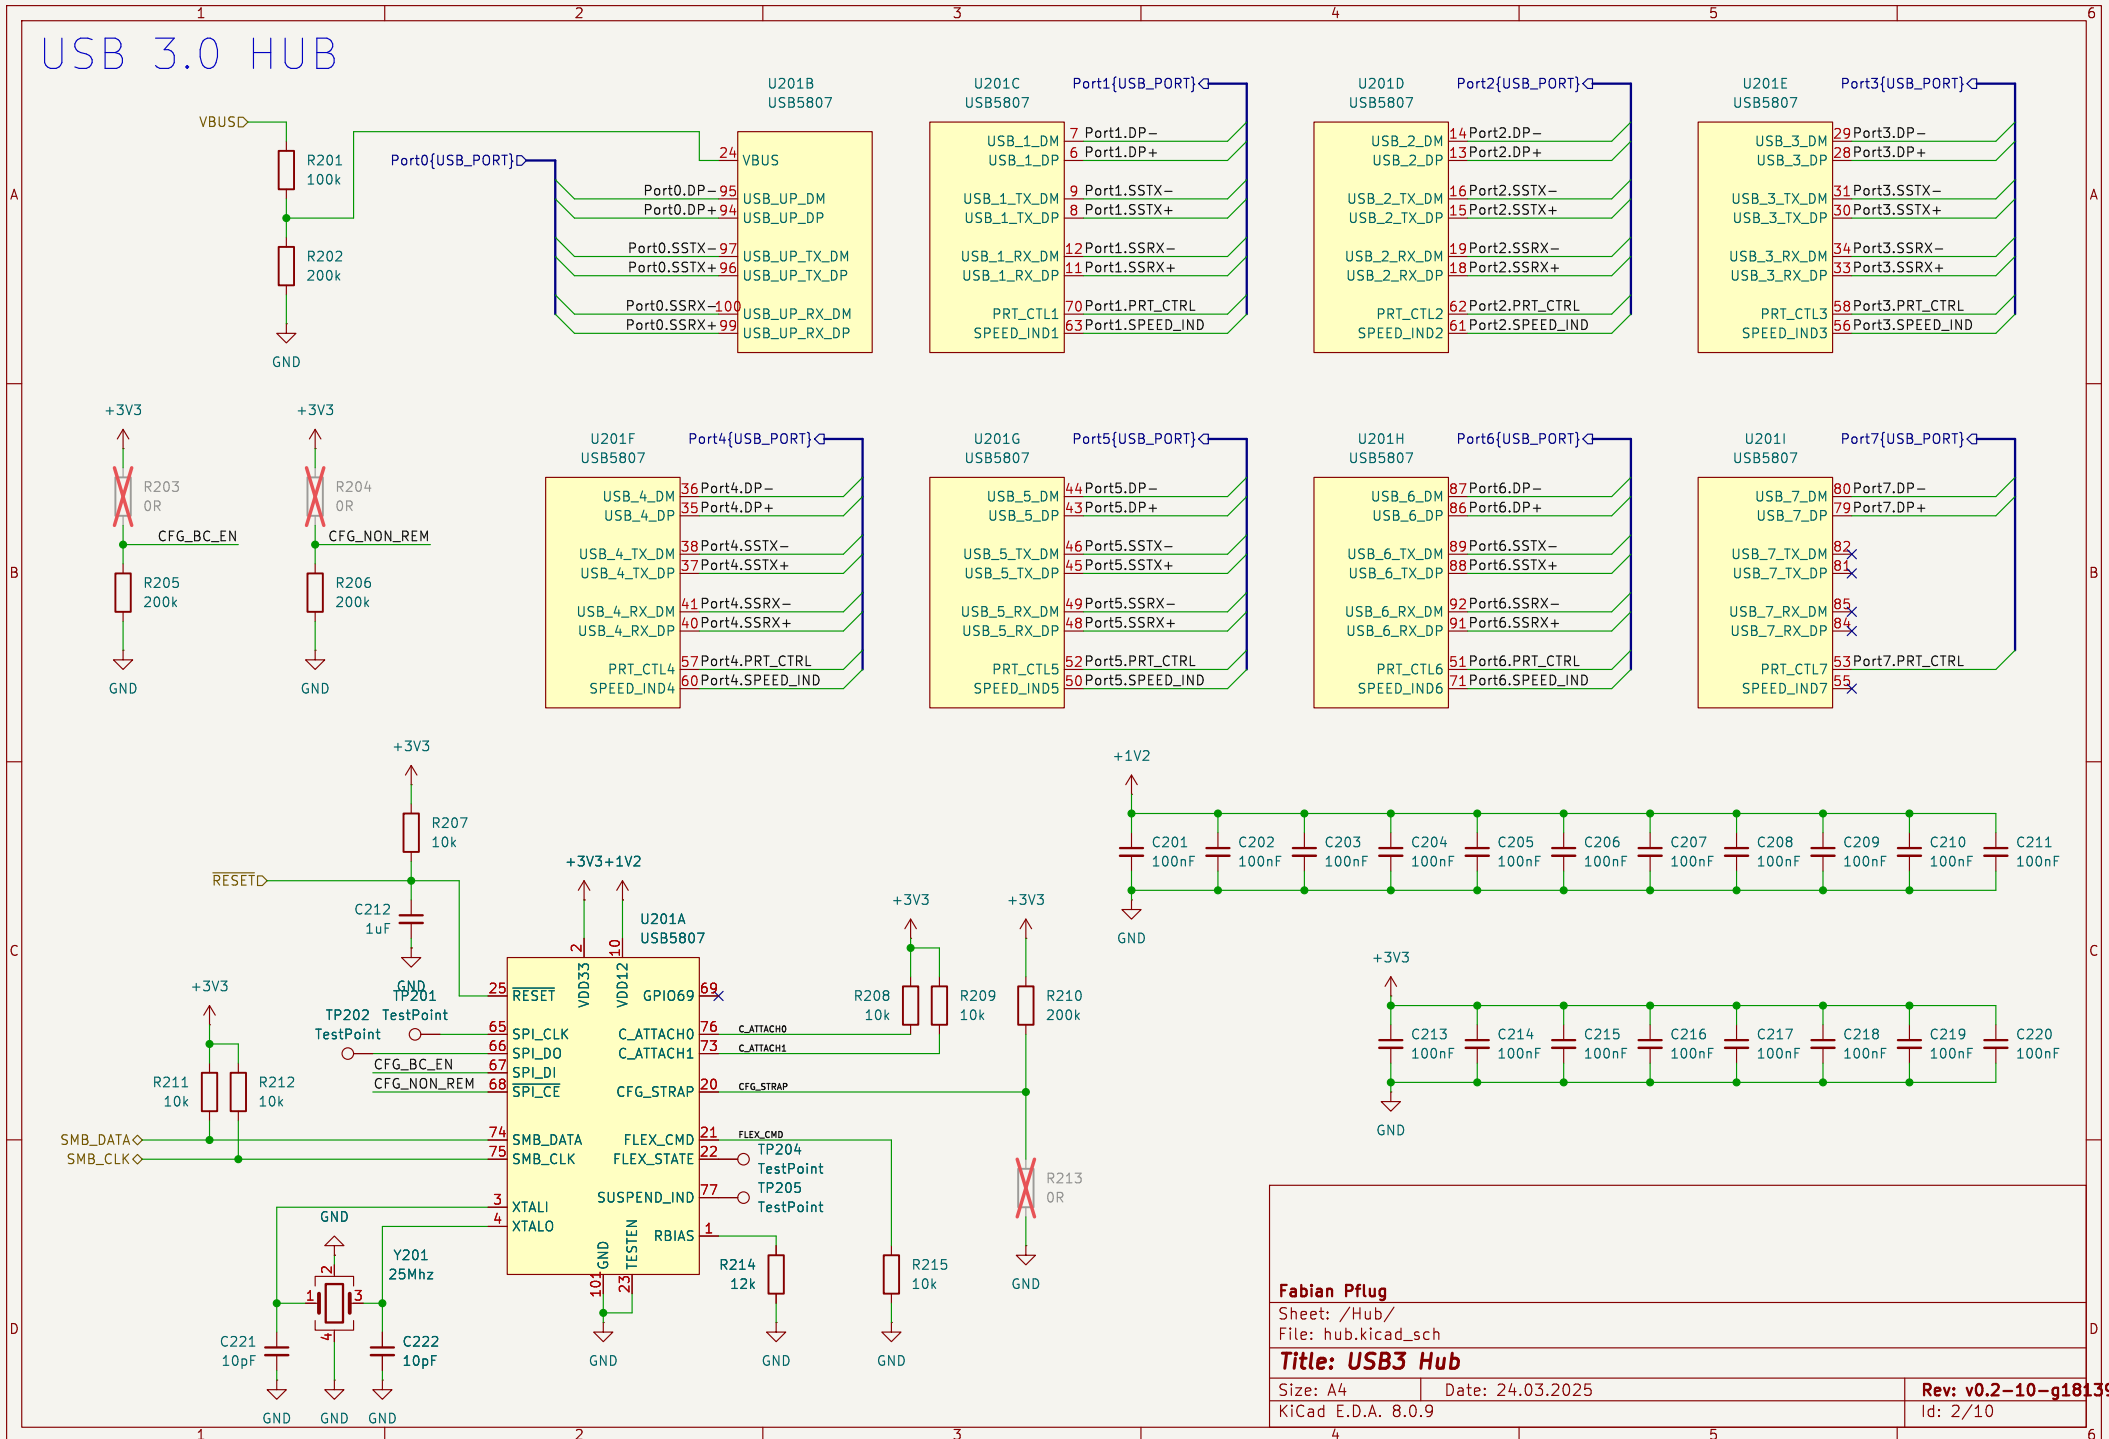 1 2 3 4 5 6
USB 3.0 HUB
VBUS
R201
100k
R202
200k
GND
Port0{USB_PORT}
U201B
USB5807
24 VBUS
Port0.DP- 95 USB_UP_DM
Port0.DP+ 94 USB_UP_DP
Port0.SSTX- 97 USB_UP_TX_DM
Port0.SSTX+ 96 USB_UP_TX_DP
Port0.SSRX- 100 USB_UP_RX_DM
Port0.SSRX+ 99 USB_UP_RX_DP
U201C
USB5807
Port1{USB_PORT}
USB_1_DM 7 Port1.DP-
USB_1_DP 6 Port1.DP+
USB_1_TX_DM 9 Port1.SSTX-
USB_1_TX_DP 8 Port1.SSTX+
USB_1_RX_DM 12 Port1.SSRX-
USB_1_RX_DP 11 Port1.SSRX+
PRT_CTL1 70 Port1.PRT_CTRL
SPEED_IND1 63 Port1.SPEED_IND
U201D
USB5807
Port2{USB_PORT}
USB_2_DM 14 Port2.DP-
USB_2_DP 13 Port2.DP+
USB_2_TX_DM 16 Port2.SSTX-
USB_2_TX_DP 15 Port2.SSTX+
USB_2_RX_DM 19 Port2.SSRX-
USB_2_RX_DP 18 Port2.SSRX+
PRT_CTL2 62 Port2.PRT_CTRL
SPEED_IND2 61 Port2.SPEED_IND
U201E
USB5807
Port3{USB_PORT}
USB_3_DM 29 Port3.DP-
USB_3_DP 28 Port3.DP+
USB_3_TX_DM 31 Port3.SSTX-
USB_3_TX_DP 30 Port3.SSTX+
USB_3_RX_DM 34 Port3.SSRX-
USB_3_RX_DP 33 Port3.SSRX+
PRT_CTL3 58 Port3.PRT_CTRL
SPEED_IND3 56 Port3.SPEED_IND
A A
+3V3
R203
0R
CFG_BC_EN
R205
200k
GND
+3V3
R204
0R
CFG_NON_REM
R206
200k
GND
U201F
USB5807
Port4{USB_PORT}
USB_4_DM 36 Port4.DP-
USB_4_DP 35 Port4.DP+
USB_4_TX_DM 38 Port4.SSTX-
USB_4_TX_DP 37 Port4.SSTX+
USB_4_RX_DM 41 Port4.SSRX-
USB_4_RX_DP 40 Port4.SSRX+
PRT_CTL4 57 Port4.PRT_CTRL
SPEED_IND4 60 Port4.SPEED_IND
U201G
USB5807
Port5{USB_PORT}
USB_5_DM 44 Port5.DP-
USB_5_DP 43 Port5.DP+
USB_5_TX_DM 46 Port5.SSTX-
USB_5_TX_DP 45 Port5.SSTX+
USB_5_RX_DM 49 Port5.SSRX-
USB_5_RX_DP 48 Port5.SSRX+
PRT_CTL5 52 Port5.PRT_CTRL
SPEED_IND5 50 Port5.SPEED_IND
U201H
USB5807
Port6{USB_PORT}
USB_6_DM 87 Port6.DP-
USB_6_DP 86 Port6.DP+
USB_6_TX_DM 89 Port6.SSTX-
USB_6_TX_DP 88 Port6.SSTX+
USB_6_RX_DM 92 Port6.SSRX-
USB_6_RX_DP 91 Port6.SSRX+
PRT_CTL6 51 Port6.PRT_CTRL
SPEED_IND6 71 Port6.SPEED_IND
U201I
USB5807
Port7{USB_PORT}
USB_7_DM 80 Port7.DP-
USB_7_DP 79 Port7.DP+
USB_7_TX_DM 82
USB_7_TX_DP 81
USB_7_RX_DM 85
USB_7_RX_DP 84
PRT_CTL7 53 Port7.PRT_CTRL
SPEED_IND7 55
B B
+3V3
R207
10k
RESET
C212
1uF
GND
+3V3 +1V2
U201A
USB5807
2 VDD33
10 VDD12
TP201
TestPoint
TP202
TestPoint
25 RESET
65 SPI_CLK
66 SPI_DO
CFG_BC_EN 67 SPI_DI
CFG_NON_REM 68 SPI_CE
+3V3
R211
10k
R212
10k
SMB_DATA 74 SMB_DATA
SMB_CLK 75 SMB_CLK
3 XTALI
4 XTALO
GPIO69 69
C_ATTACH0 76 C_ATTACH0
C_ATTACH1 73 C_ATTACH1
CFG_STRAP 20 CFG_STRAP
FLEX_CMD 21 FLEX_CMD
FLEX_STATE 22
TP204
TestPoint
SUSPEND_IND 77
TP205
TestPoint
RBIAS 1
GND 101
TESTEN 23
GND
+3V3
R208
10k
R209
10k
+3V3
R210
200k
R213
0R
GND
R214
12k
GND
R215
10k
GND
GND
Y201
25Mhz
1 2 3 4
C221
10pF
C222
10pF
GND GND GND
+1V2
C201 C202 C203 C204 C205 C206 C207 C208 C209 C210 C211
100nF 100nF 100nF 100nF 100nF 100nF 100nF 100nF 100nF 100nF 100nF
GND
C C
+3V3
C213 C214 C215 C216 C217 C218 C219 C220
100nF 100nF 100nF 100nF 100nF 100nF 100nF 100nF
GND
D D
Fabian Pflug
Sheet: /Hub/
File: hub.kicad_sch
Title: USB3 Hub
Size: A4 Date: 24.03.2025 Rev: v0.2-10-g18139
KiCad E.D.A. 8.0.9 Id: 2/10
1 2 3 4 5 6